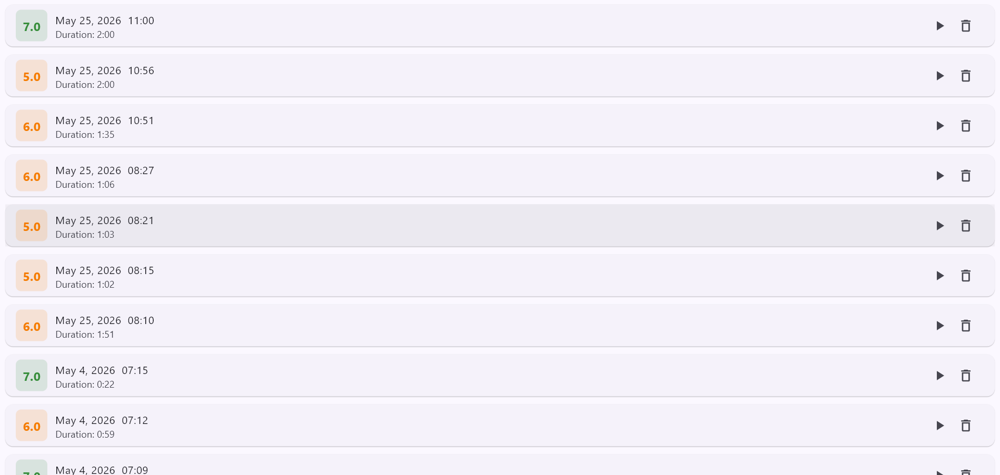 7.0
May 25, 2026 11:00
Duration: 2:00
5.0
May 25, 2026 10:56
Duration: 2:00
6.0
May 25, 2026 10:51
Duration: 1:35
6.0
May 25, 2026 08:27
Duration: 1:06
5.0
May 25, 2026 08:21
Duration: 1:03
5.0
May 25, 2026 08:15
Duration: 1:02
6.0
May 25, 2026 08:10
Duration: 1:51
7.0
May 4, 2026 07:15
Duration: 0:22
6.0
May 4, 2026 07:12
Duration: 0:59
7.0
May 4, 2026 07:09